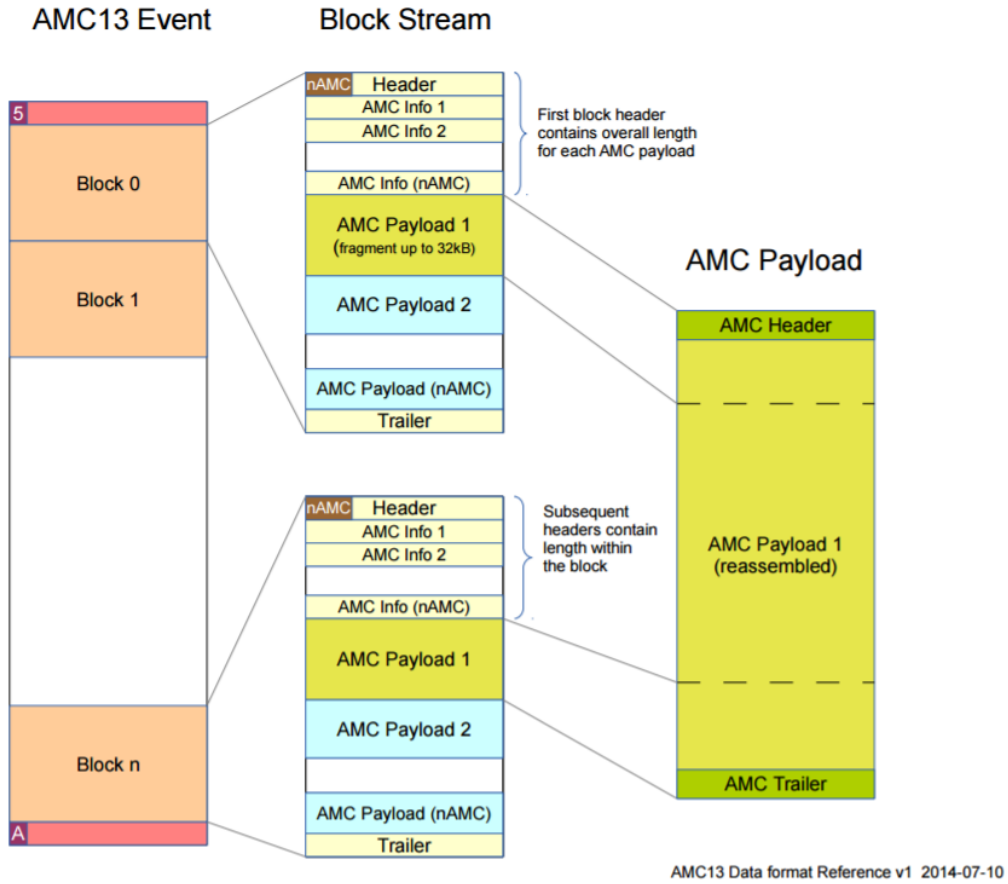 AMC13 Event
Block Stream
5
Block 0
Block 1
Block n
A
nAMC Header
AMC Info 1
AMC Info 2
AMC Info (nAMC)
AMC Payload 1
(fragment up to 32kB)
AMC Payload 2
AMC Payload (nAMC)
Trailer
First block header
contains overall length
for each AMC payload
nAMC Header
AMC Info 1
AMC Info 2
AMC Info (nAMC)
AMC Payload 1
AMC Payload 2
AMC Payload (nAMC)
Trailer
Subsequent
headers contain
length within
the block
AMC Payload
AMC Header
AMC Payload 1
(reassembled)
AMC Trailer
AMC13 Data format Reference v1 2014-07-10